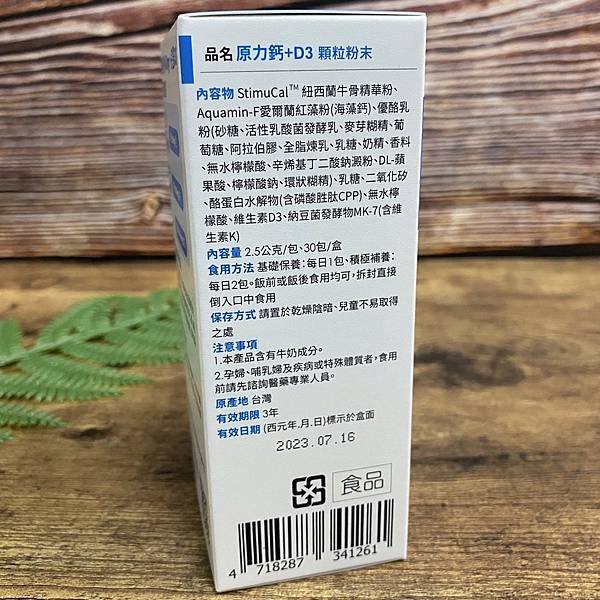 品名 原力鈣+D3 顆粒粉末
內容物 StimuCal™ 紐西蘭牛骨精華粉、
Aquamin-F愛爾蘭紅藻粉(海藻鈣)、優酪乳
粉(砂糖、活性乳酸菌發酵乳、麥芽糊精、葡
萄糖、阿拉伯膠、全脂煉乳、乳糖、奶精、香料
、無水檸檬酸、辛烯基丁二酸鈉澱粉、DL-蘋
果酸、檸檬酸鈉、環狀糊精)、乳糖、二氧化矽、
酪蛋白水解物(含磷酸胜肽CPP)、無水檸
檬酸、維生素D3、納豆菌發酵物MK-7(含維
生素K)
內容量 2.5公克/包、30包/盒
食用方法 基礎保養:每日1包、積極補養:
每日2包。飯前或飯後食用均可,拆封直接
倒入口中食用
保存方式 請置於乾燥陰暗、兒童不易取得
之處
注意事項
1.本產品含有牛奶成分。
2.孕婦、哺乳婦及疾病或特殊體質者,食用
前請先諮詢醫藥專業人員。
原產地 台灣
有效期限 3年
有效日期 (西元年.月.日)標示於盒面
2023.07.16
食品
4 718287 341261